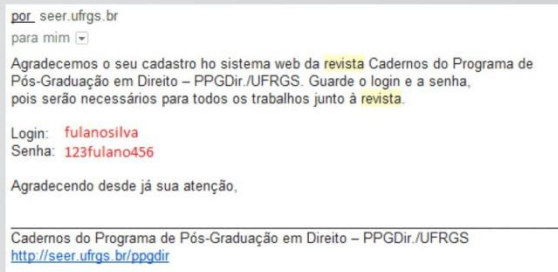 por seer.ufrgs.br
para mim
Agradecemos o seu cadastro ho sistema web da revista Cadernos do Programa de
Pós-Graduação em Direito – PPGDir./UFRGS. Guarde o login e a senha,
pois serão necessários para todos os trabalhos junto à revista.
Login: fulanosilva
Senha: 123fulano456
Agradecendo desde já sua atenção,
Cadernos do Programa de Pós-Graduação em Direito – PPGDir./UFRGS
http://seer.ufrgs.br/ppgdir